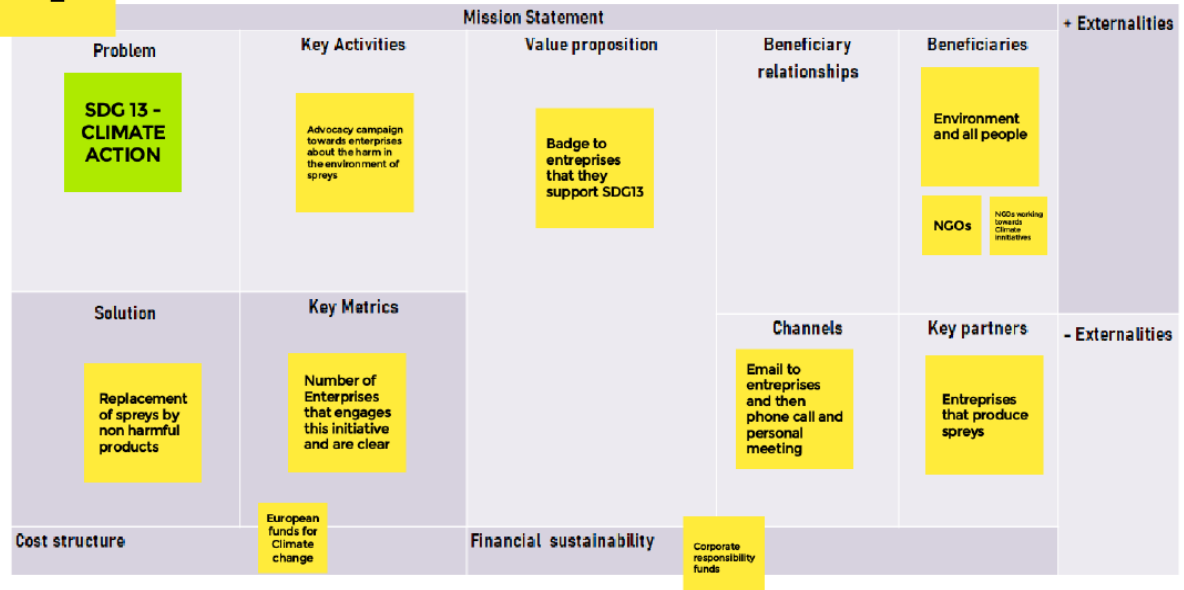 Mission Statement
+ Externalities
Problem
Key Activities
Value proposition
Beneficiary
relationships
Beneficiaries
SDG 13 -
CLIMATE
ACTION
Advocacy campaign
towards enterprises
about the harm in
the environment of
spreys
Badge to
entreprises
that they
support SDG13
Environment
and all people
NGOs
NGOs working
towards
Climate
innitiatives
Solution
Key Metrics
Channels
Key partners
- Externalities
Replacement
of spreys by
non harmful
products
Number of
Enterprises
that engages
this initiative
and are clear
Email to
entreprises
and then
phone call and
personal
meeting
Entreprises
that produce
spreys
Cost structure
European
funds for
Climate
change
Financial sustainability
Corporate
responsibility
funds